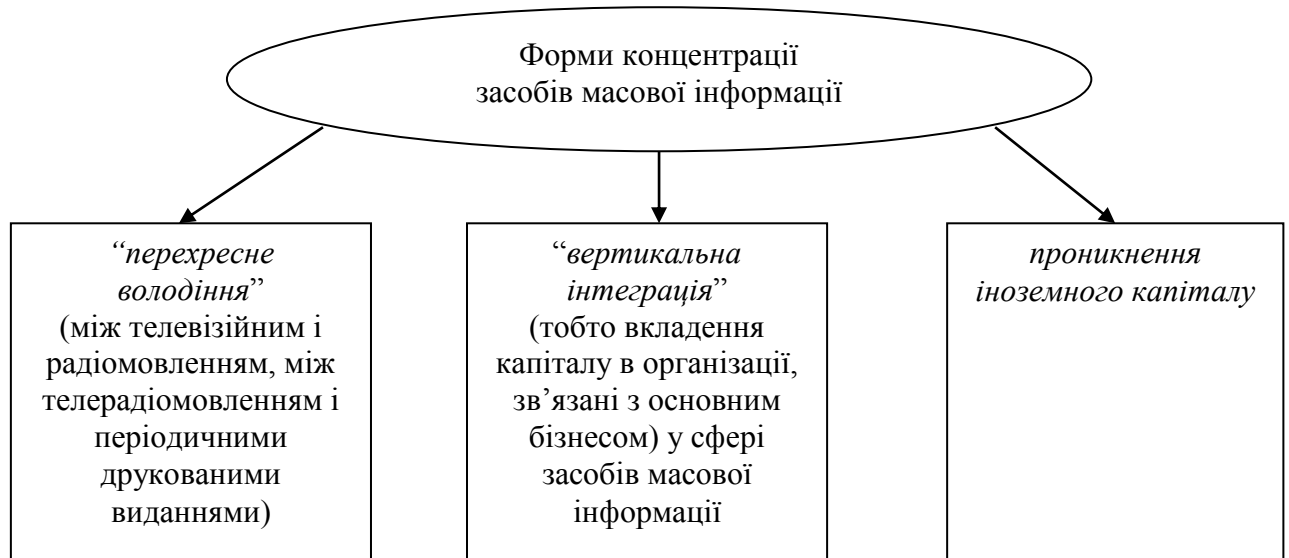 Форми концентрації
засобів масової інформації
“перехресне
володіння”
(між телевізійним і
радіомовленням, між
телерадіомовленням і
періодичними
друкованими
виданнями)
“вертикальна
інтеграція”
(тобто вкладення
капіталу в організації,
зв’язані з основним
бізнесом) у сфері
засобів масової
інформації
проникнення
іноземного капіталу